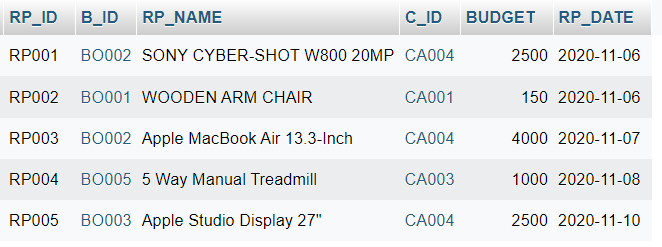 RP_ID B_ID RP_NAME C_ID BUDGET RP_DATE
RP001 BO002 SONY CYBER-SHOT W800 20MP CA004 2500 2020-11-06
RP002 BO001 WOODEN ARM CHAIR CA001 150 2020-11-06
RP003 BO002 Apple MacBook Air 13.3-Inch CA004 4000 2020-11-07
RP004 BO005 5 Way Manual Treadmill CA003 1000 2020-11-08
RP005 BO003 Apple Studio Display 27" CA004 2500 2020-11-10